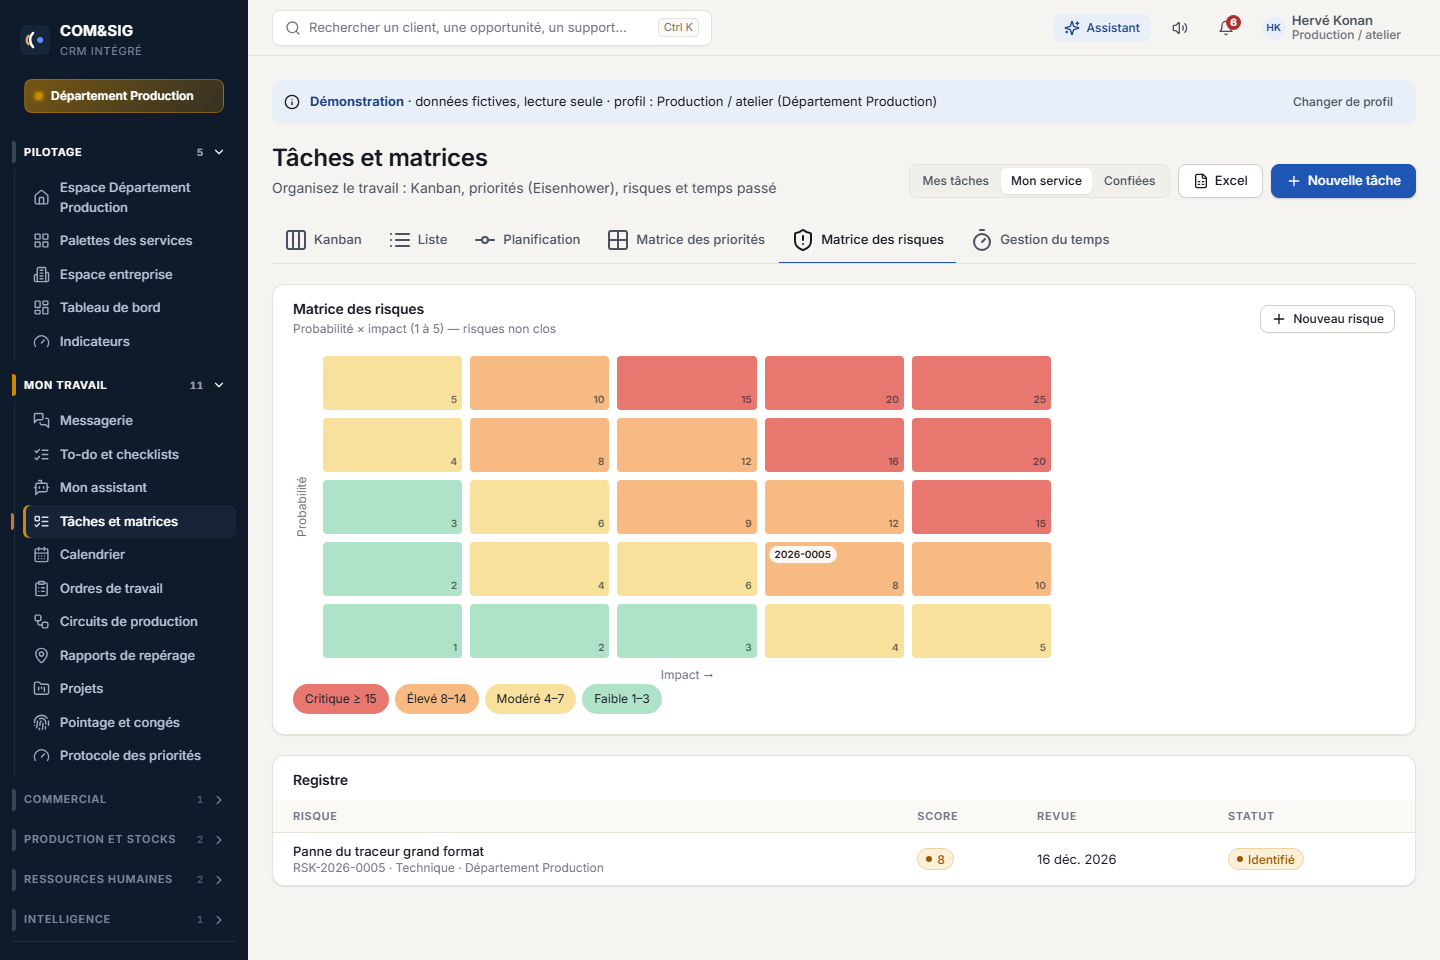 COM&SIG
CRM INTÉGRÉ
Département Production
PILOTAGE 5
Espace Département
Production
Palettes des services
Espace entreprise
Tableau de bord
Indicateurs
MON TRAVAIL 11
Messagerie
To-do et checklists
Mon assistant
Tâches et matrices
Calendrier
Ordres de travail
Circuits de production
Rapports de repérage
Projets
Pointage et congés
Protocole des priorités
COMMERCIAL 1
PRODUCTION ET STOCKS 2
RESSOURCES HUMAINES 2
INTELLIGENCE 1
Rechercher un client, une opportunité, un support... Ctrl K
Assistant
6
HK
Hervé Konan
Production / atelier
Démonstration · données fictives, lecture seule · profil : Production / atelier (Département Production)
Changer de profil
Tâches et matrices
Organisez le travail : Kanban, priorités (Eisenhower), risques et temps passé
Mes tâches Mon service Confiées
Excel
+ Nouvelle tâche
Kanban Liste Planification Matrice des priorités Matrice des risques Gestion du temps
Matrice des risques
Probabilité × impact (1 à 5) — risques non clos
+ Nouveau risque
Probabilité
5 10 15 20 25
4 8 12 16 20
3 6 9 12 15
2 4 6 2026-0005 8 10
1 2 3 4 5
Impact →
Critique ≥ 15 Élevé 8–14 Modéré 4–7 Faible 1–3
Registre
RISQUE SCORE REVUE STATUT
Panne du traceur grand format
RSK-2026-0005 · Technique · Département Production
8 16 déc. 2026 Identifié